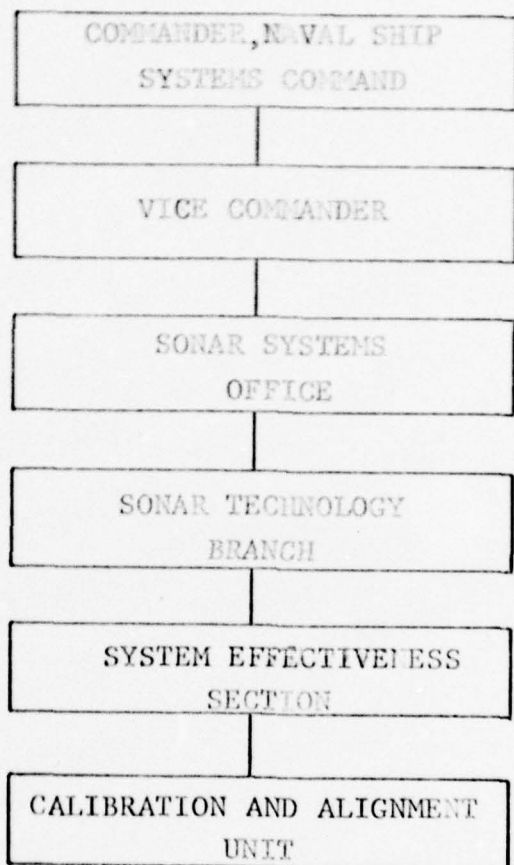 COMMANDER, NAVAL SHIP
SYSTEMS COMMAND
VICE COMMANDER
SONAR SYSTEMS
OFFICE
SONAR TECHNOLOGY
BRANCH
SYSTEM EFFECTIVENESS
SECTION
CALIBRATION AND ALIGNMENT
UNIT